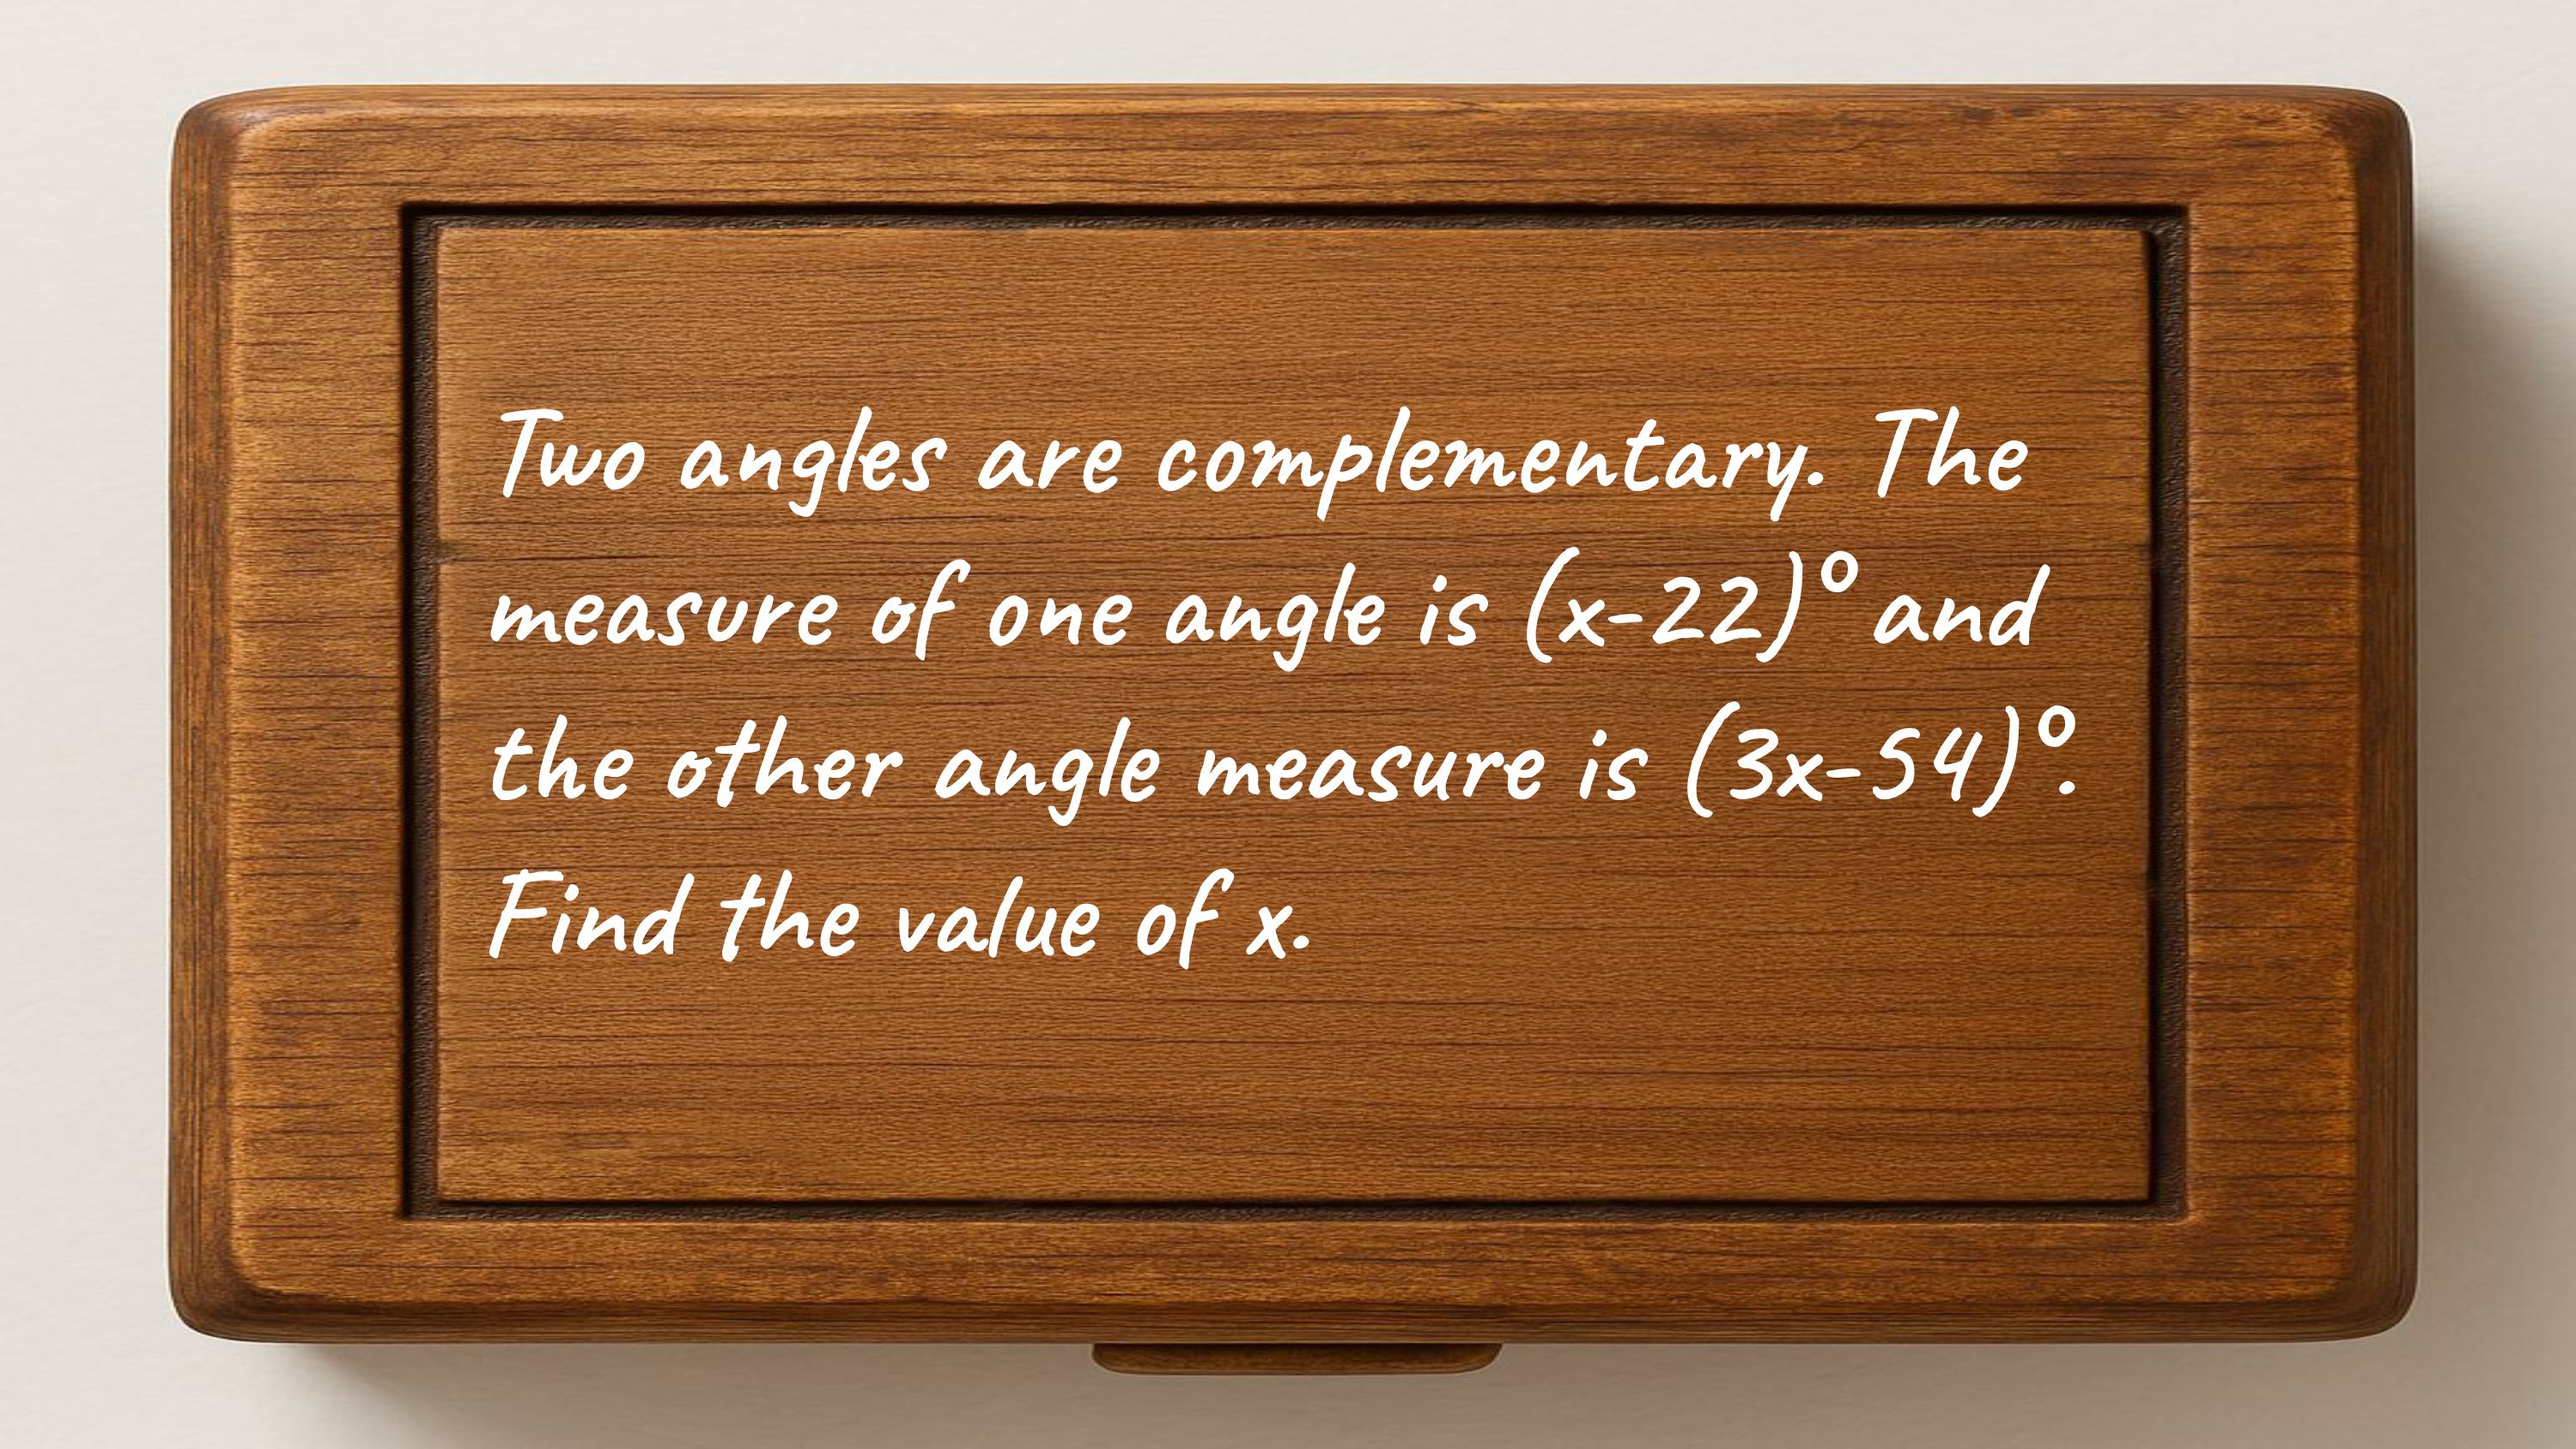 Two angles are complementary. The
measure of one angle is (x-22)° and
the other angle measure is (3x-54)°.
Find the value of x.